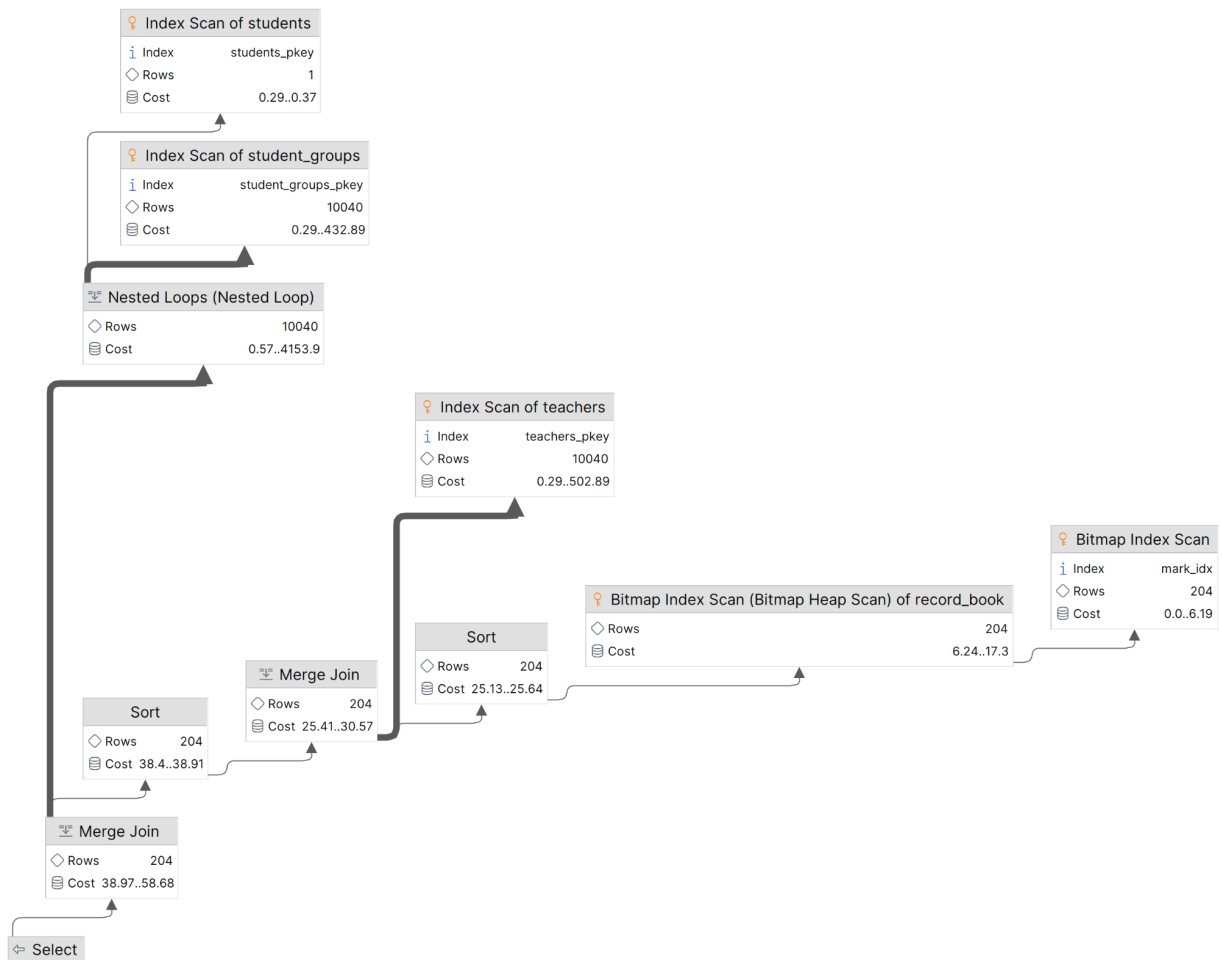 Index Scan of students
i Index students_pkey
Rows 1
Cost 0.29..0.37
Index Scan of student_groups
i Index student_groups_pkey
Rows 10040
Cost 0.29..432.89
Nested Loops (Nested Loop)
Rows 10040
Cost 0.57..4153.9
Index Scan of teachers
i Index teachers_pkey
Rows 10040
Cost 0.29..502.89
Bitmap Index Scan
i Index mark_idx
Rows 204
Cost 0.0..6.19
Bitmap Index Scan (Bitmap Heap Scan) of record_book
Rows 204
Cost 6.24..17.3
Sort
Rows 204
Cost 25.13..25.64
Merge Join
Rows 204
Cost 25.41..30.57
Sort
Rows 204
Cost 38.4..38.91
Merge Join
Rows 204
Cost 38.97..58.68
Select